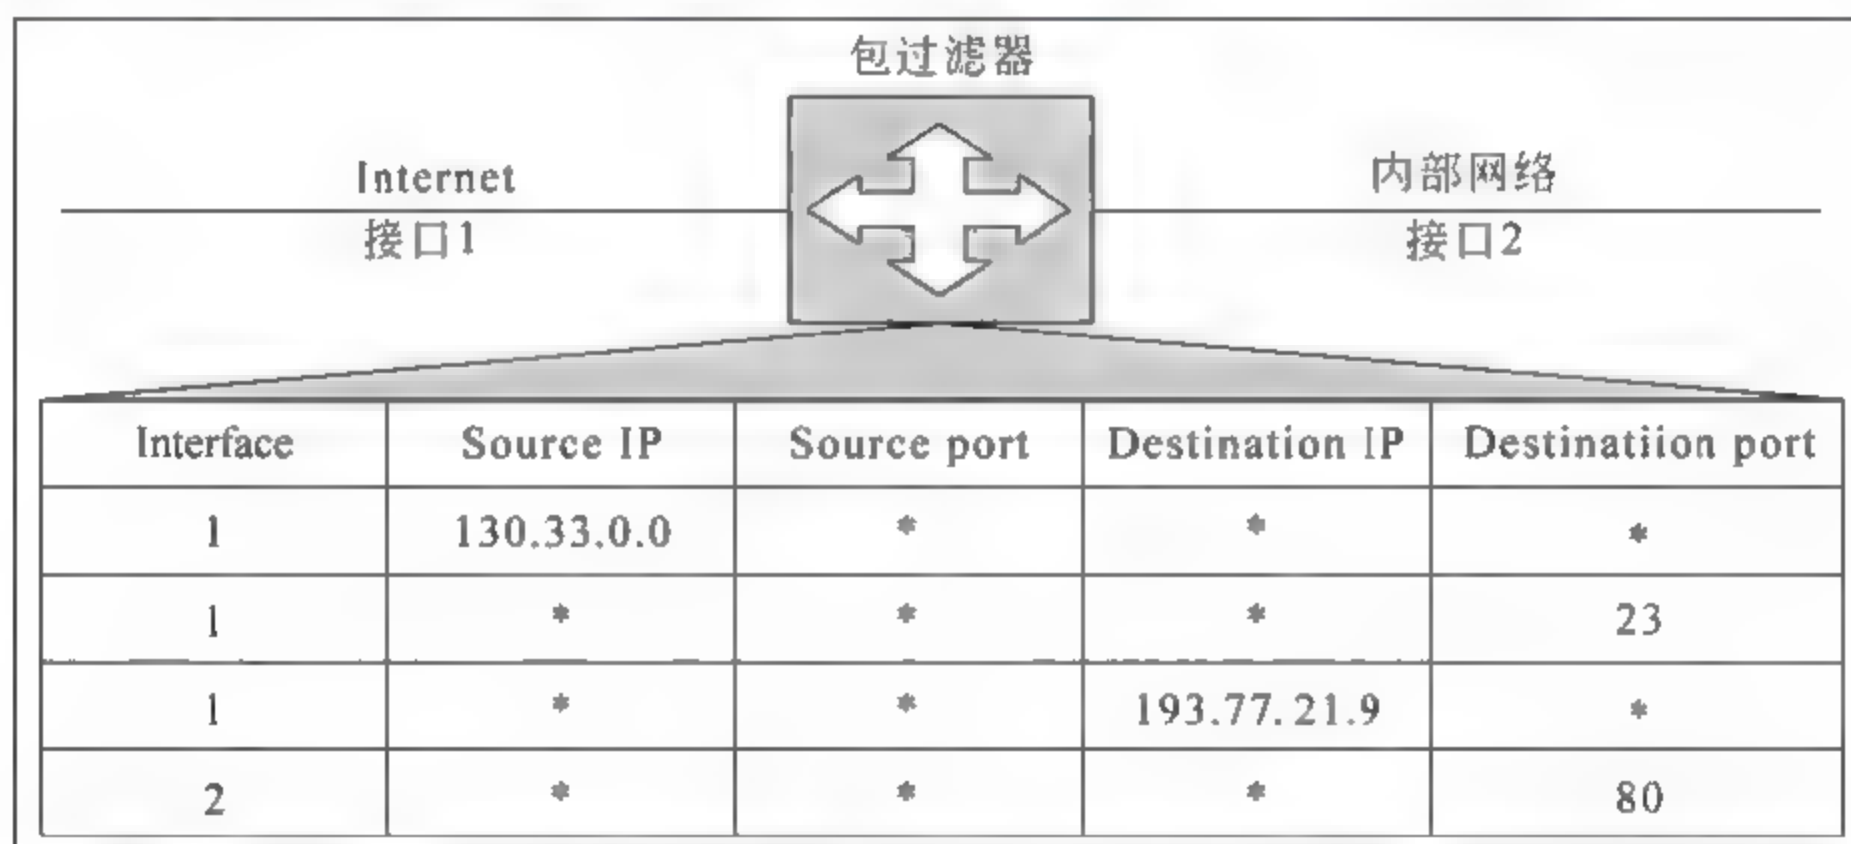 包过滤器
Internet
接口1
内部网络
接口2
Interface Source IP Source port Destination IP Destinatiion port
1 130.33.0.0 * * *
1 * * * 23
1 * * 193.77.21.9 *
2 * * * 80